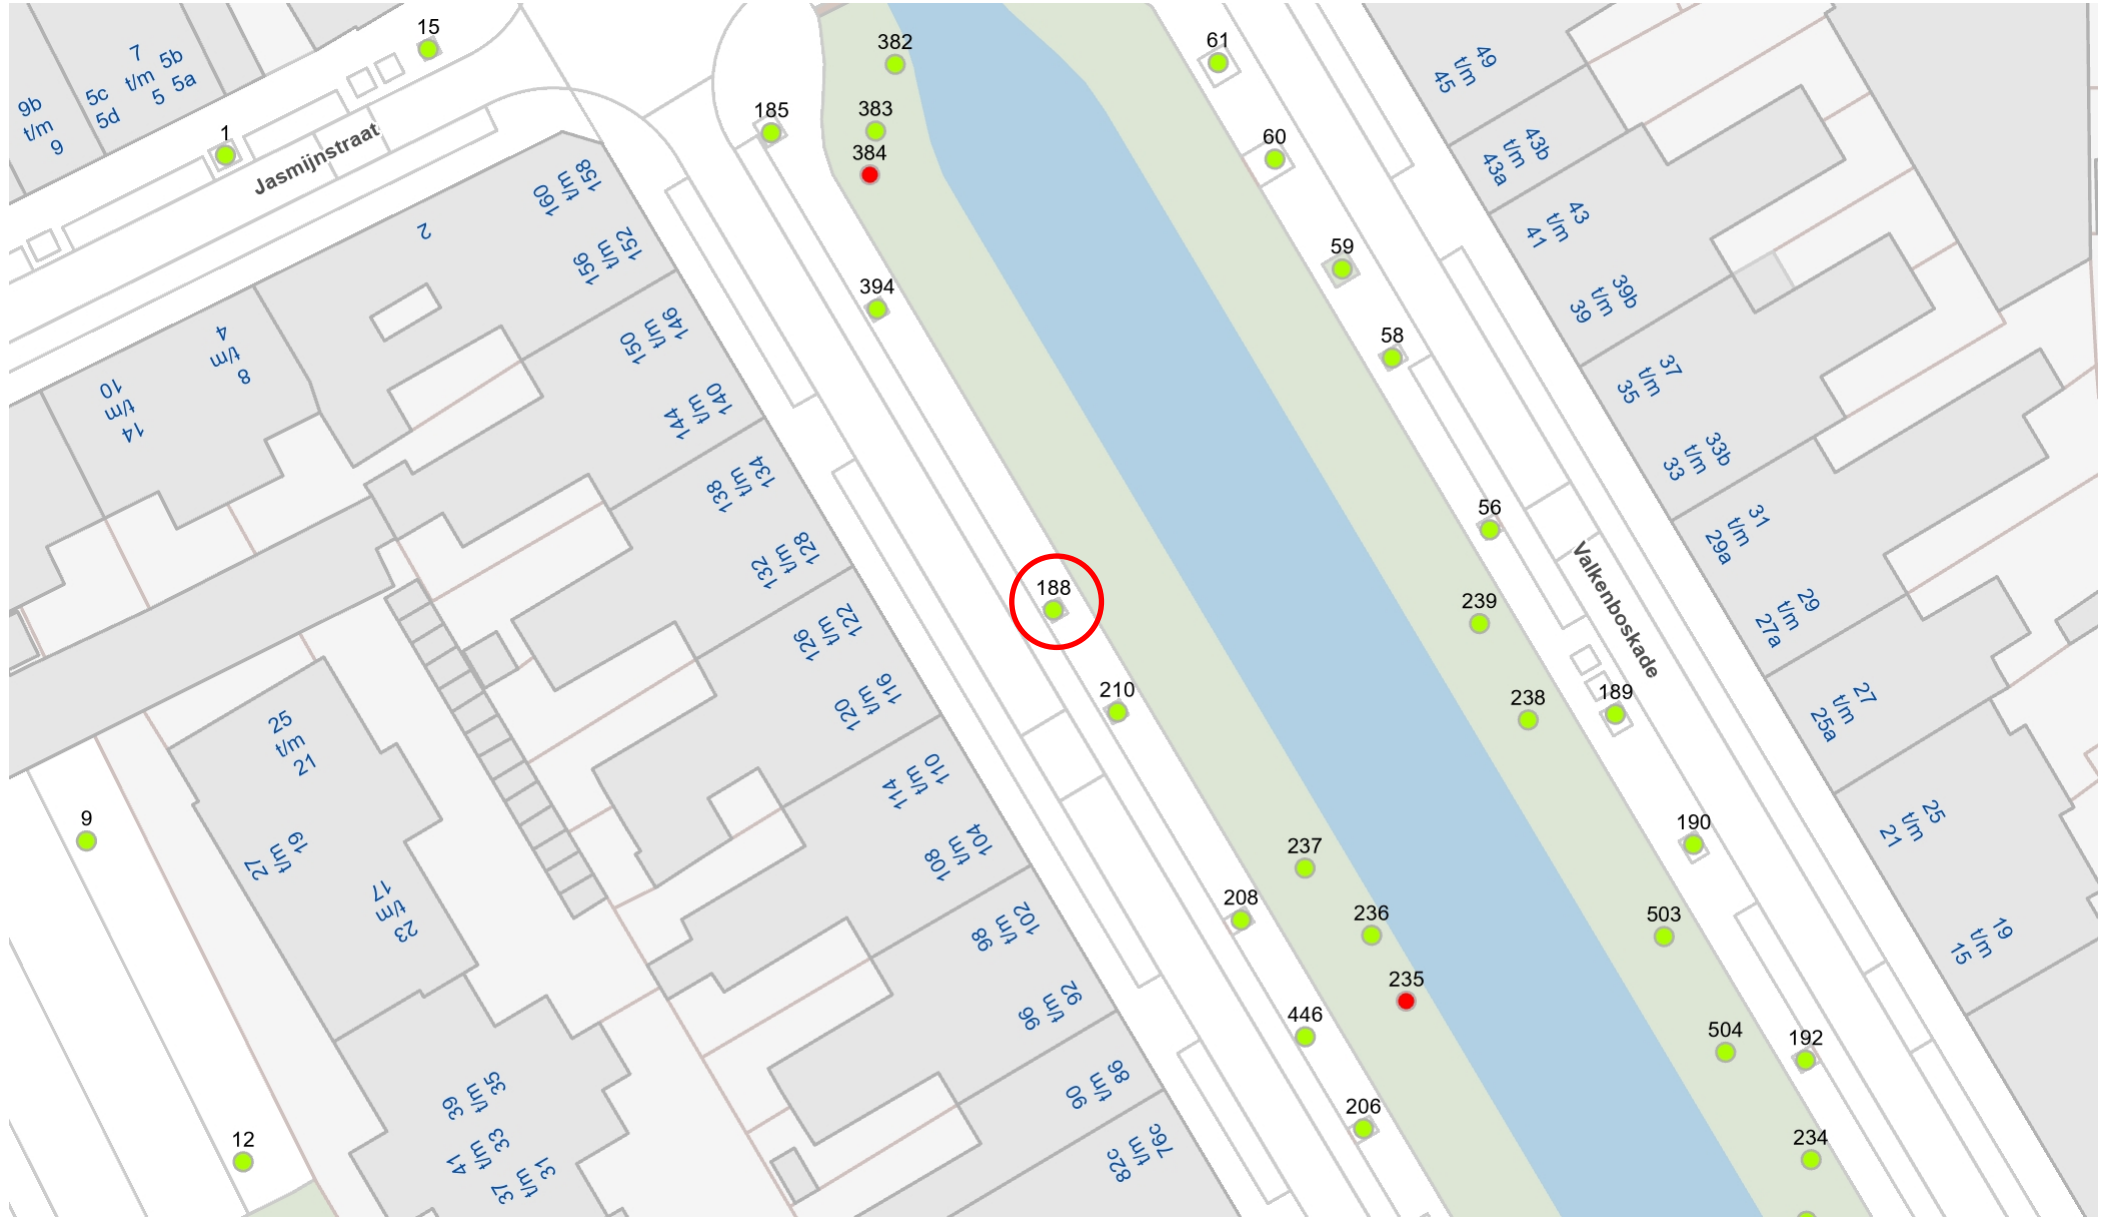 15
7
t/m
5
5b
5a
5c
5d
9b
t/m
9
1
Jasmijnstraat
382
383
384
185
61
60
59
58
56
394
188
210
239
238
189
190
237
236
235
208
446
206
503
504
192
234
9
12
Valkenboskade
2
4
t/m
8
10
t/m
14
158
t/m
160
152
t/m
156
146
t/m
150
140
t/m
144
134
t/m
138
128
t/m
132
122
t/m
126
116
t/m
120
110
t/m
114
104
t/m
108
102
t/m
98
92
t/m
96
86
t/m
90
76c
t/m
82c
25
t/m
21
19
t/m
27
17
t/m
23
35
t/m
39
33
t/m
41
31
t/m
37
49
t/m
45
43b
t/m
43a
43
t/m
41
39b
t/m
39
37
t/m
35
33b
t/m
33
31
t/m
29a
29
t/m
27a
27
t/m
25a
25
t/m
21
19
t/m
15